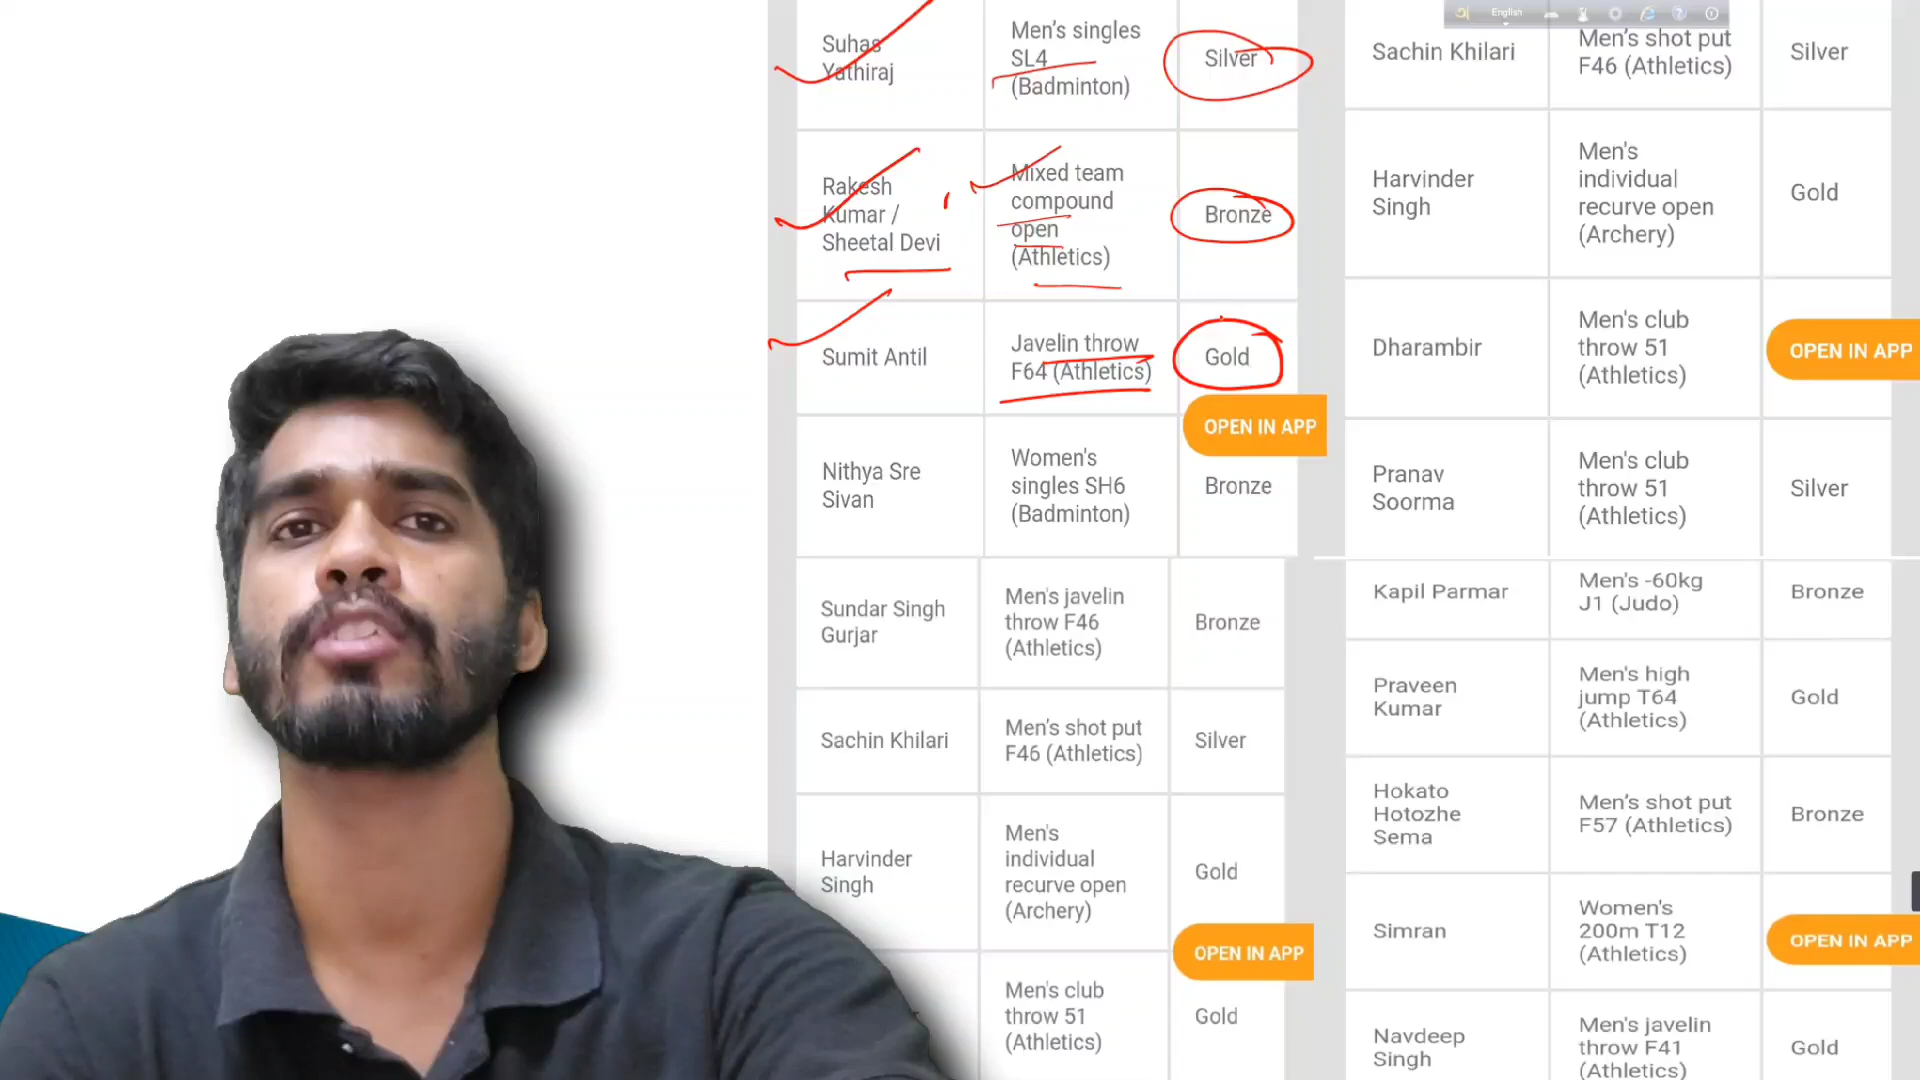 English
Suhas
Yathiraj
Men's singles
SL4
(Badminton)
Silver
Rakesh
Kumar /
Sheetal Devi
Mixed team
compound
open
(Athletics)
Bronze
Sumit Antil
Javelin throw
F64 (Athletics)
Gold
OPEN IN APP
Nithya Sre
Sivan
Women's
singles SH6
(Badminton)
Bronze
Sundar Singh
Gurjar
Men's javelin
throw F46
(Athletics)
Bronze
Sachin Khilari
Men's shot put
F46 (Athletics)
Silver
Harvinder
Singh
Men's
individual
recurve open
(Archery)
Gold
OPEN IN APP
Men's club
throw 51
(Athletics)
Gold
Sachin Khilari
Men's shot put
F46 (Athletics)
Silver
Harvinder
Singh
Men's
individual
recurve open
(Archery)
Gold
Dharambir
Men's club
throw 51
(Athletics)
OPEN IN APP
Pranav
Soorma
Men's club
throw 51
(Athletics)
Silver
Kapil Parmar
Men's -60kg
J1 (Judo)
Bronze
Praveen
Kumar
Men's high
jump T64
(Athletics)
Gold
Hokato
Hotozhe
Sema
Men's shot put
F57 (Athletics)
Bronze
Simran
Women's
200m T12
(Athletics)
OPEN IN APP
Navdeep
Singh
Men's javelin
throw F41
(Athletics)
Gold